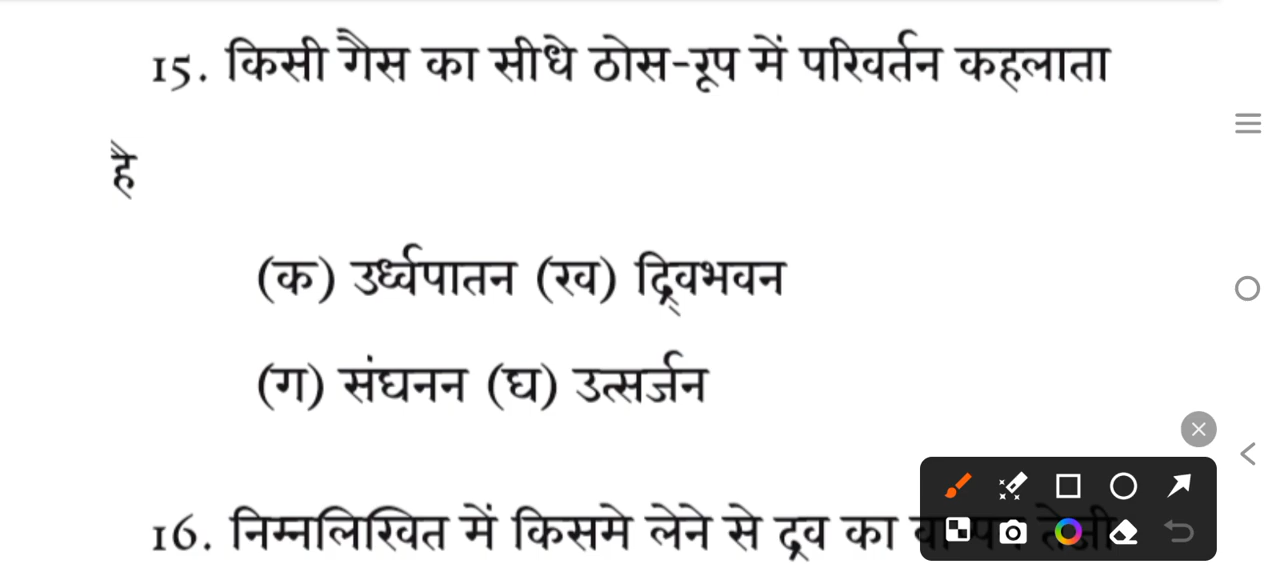 15. किसी गैस का सीधे ठोस-रूप में परिवर्तन कहलाता
है
(क) उर्ध्वपातन (ख) द्रिवभवन
(ग) संघनन (घ) उत्सर्जन
16. निम्नलिखित में किसमे लेने से द्रव का